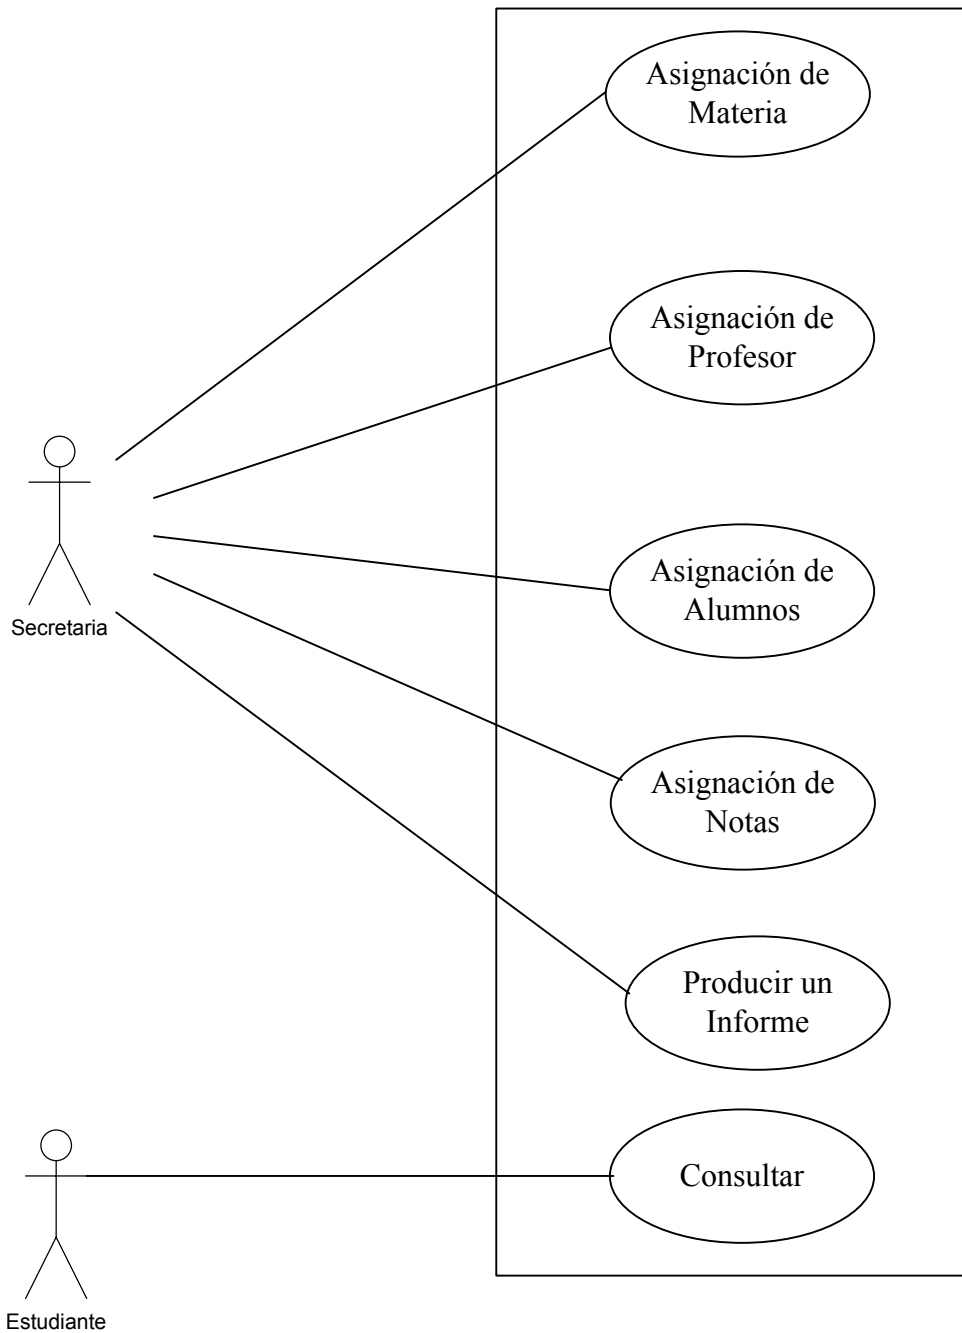 Asignación de
Materia
Asignación de
Profesor
Asignación de
Alumnos
Secretaria
Asignación de
Notas
Producir un
Informe
Consultar
Estudiante